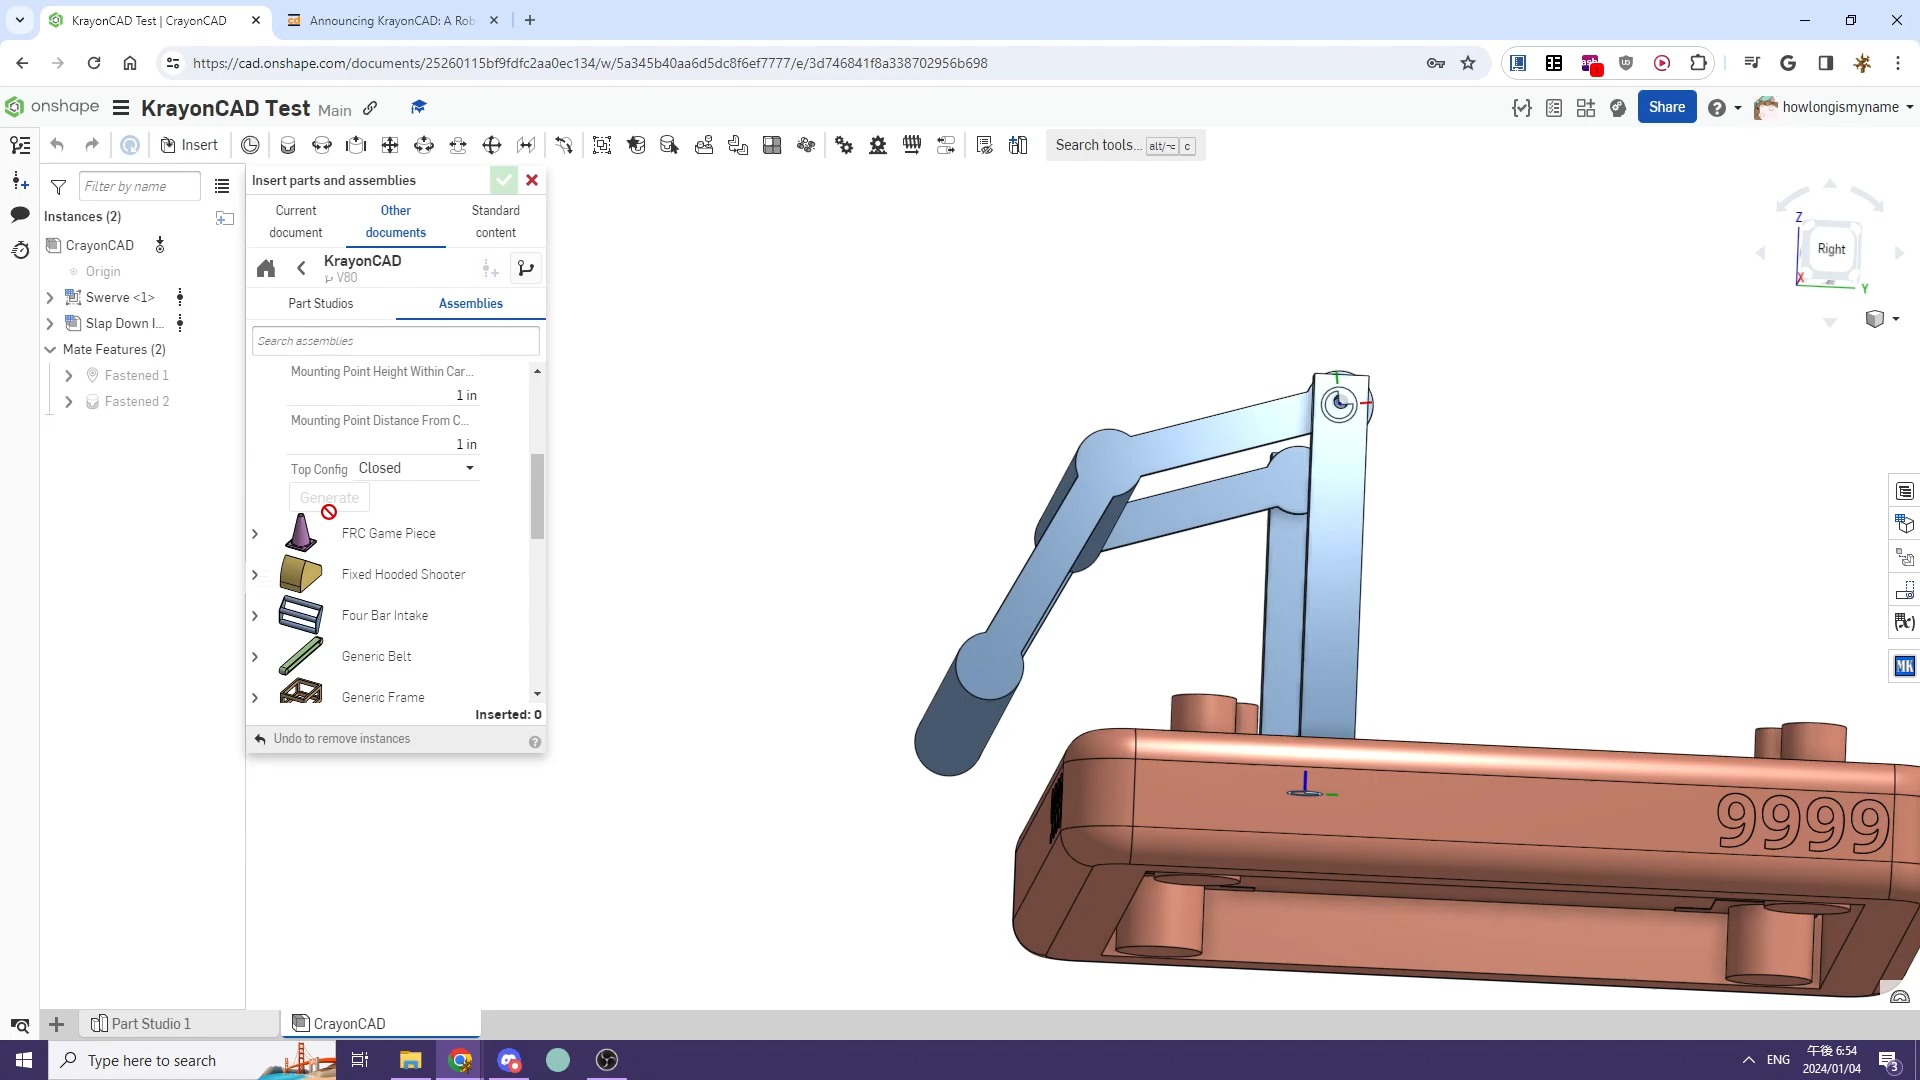 KrayonCAD Test | CrayonCAD
Announcing KrayonCAD: A Rob
https://cad.onshape.com/documents/25260115bf9fdfc2aa0ec134/w/5a345b40aa6d5dc8f6ef7777/e/3d746841f8a338702956b698
onshape
KrayonCAD Test Main
Share
howlongismyname
Insert
Search tools... alt/⌥ c
Filter by name
Instances (2)
CrayonCAD
Origin
Swerve <1>
Slap Down I...
Mate Features (2)
Fastened 1
Fastened 2
Insert parts and assemblies
Current document
Other documents
Standard content
KrayonCAD
V80
Part Studios
Assemblies
Search assemblies
Mounting Point Height Within Car...
1 in
Mounting Point Distance From C...
1 in
Top Config Closed
Generate
FRC Game Piece
Fixed Hooded Shooter
Four Bar Intake
Generic Belt
Generic Frame
Inserted: 0
Undo to remove instances
Z
Right
X
Y
(x)
MK
9999
Part Studio 1
CrayonCAD
Type here to search
ENG
午後 6:54
2024/01/04
3